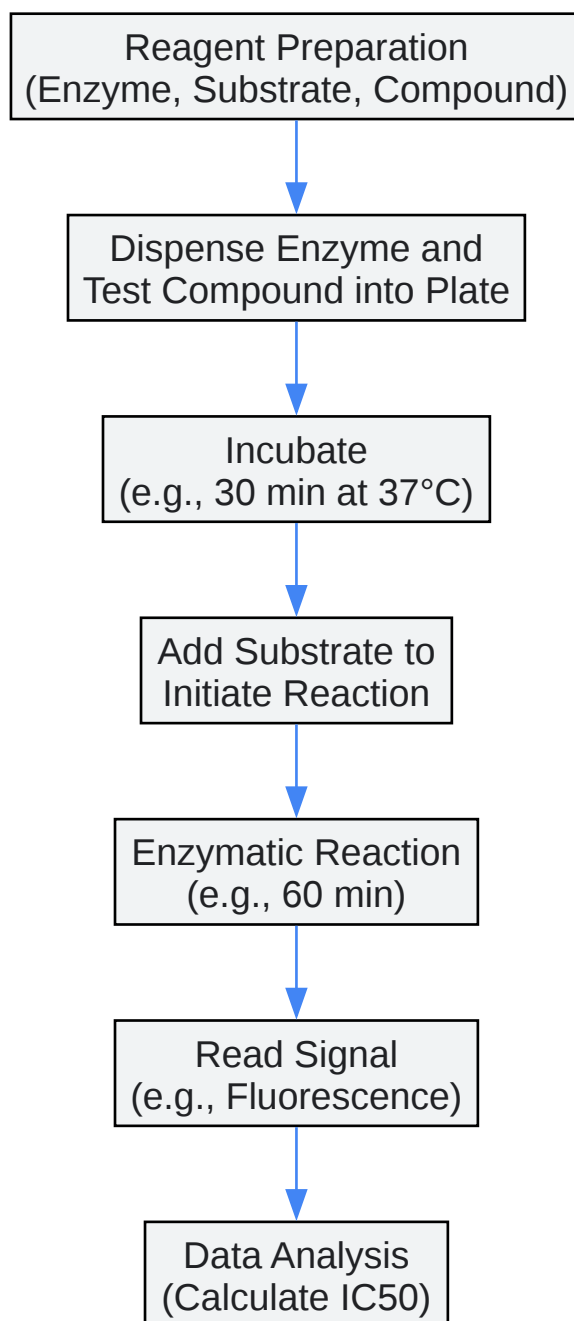 Reagent Preparation
(Enzyme, Substrate, Compound)
Dispense Enzyme and
Test Compound into Plate
Incubate
(e.g., 30 min at 37°C)
Add Substrate to
Initiate Reaction
Enzymatic Reaction
(e.g., 60 min)
Read Signal
(e.g., Fluorescence)
Data Analysis
(Calculate IC50)